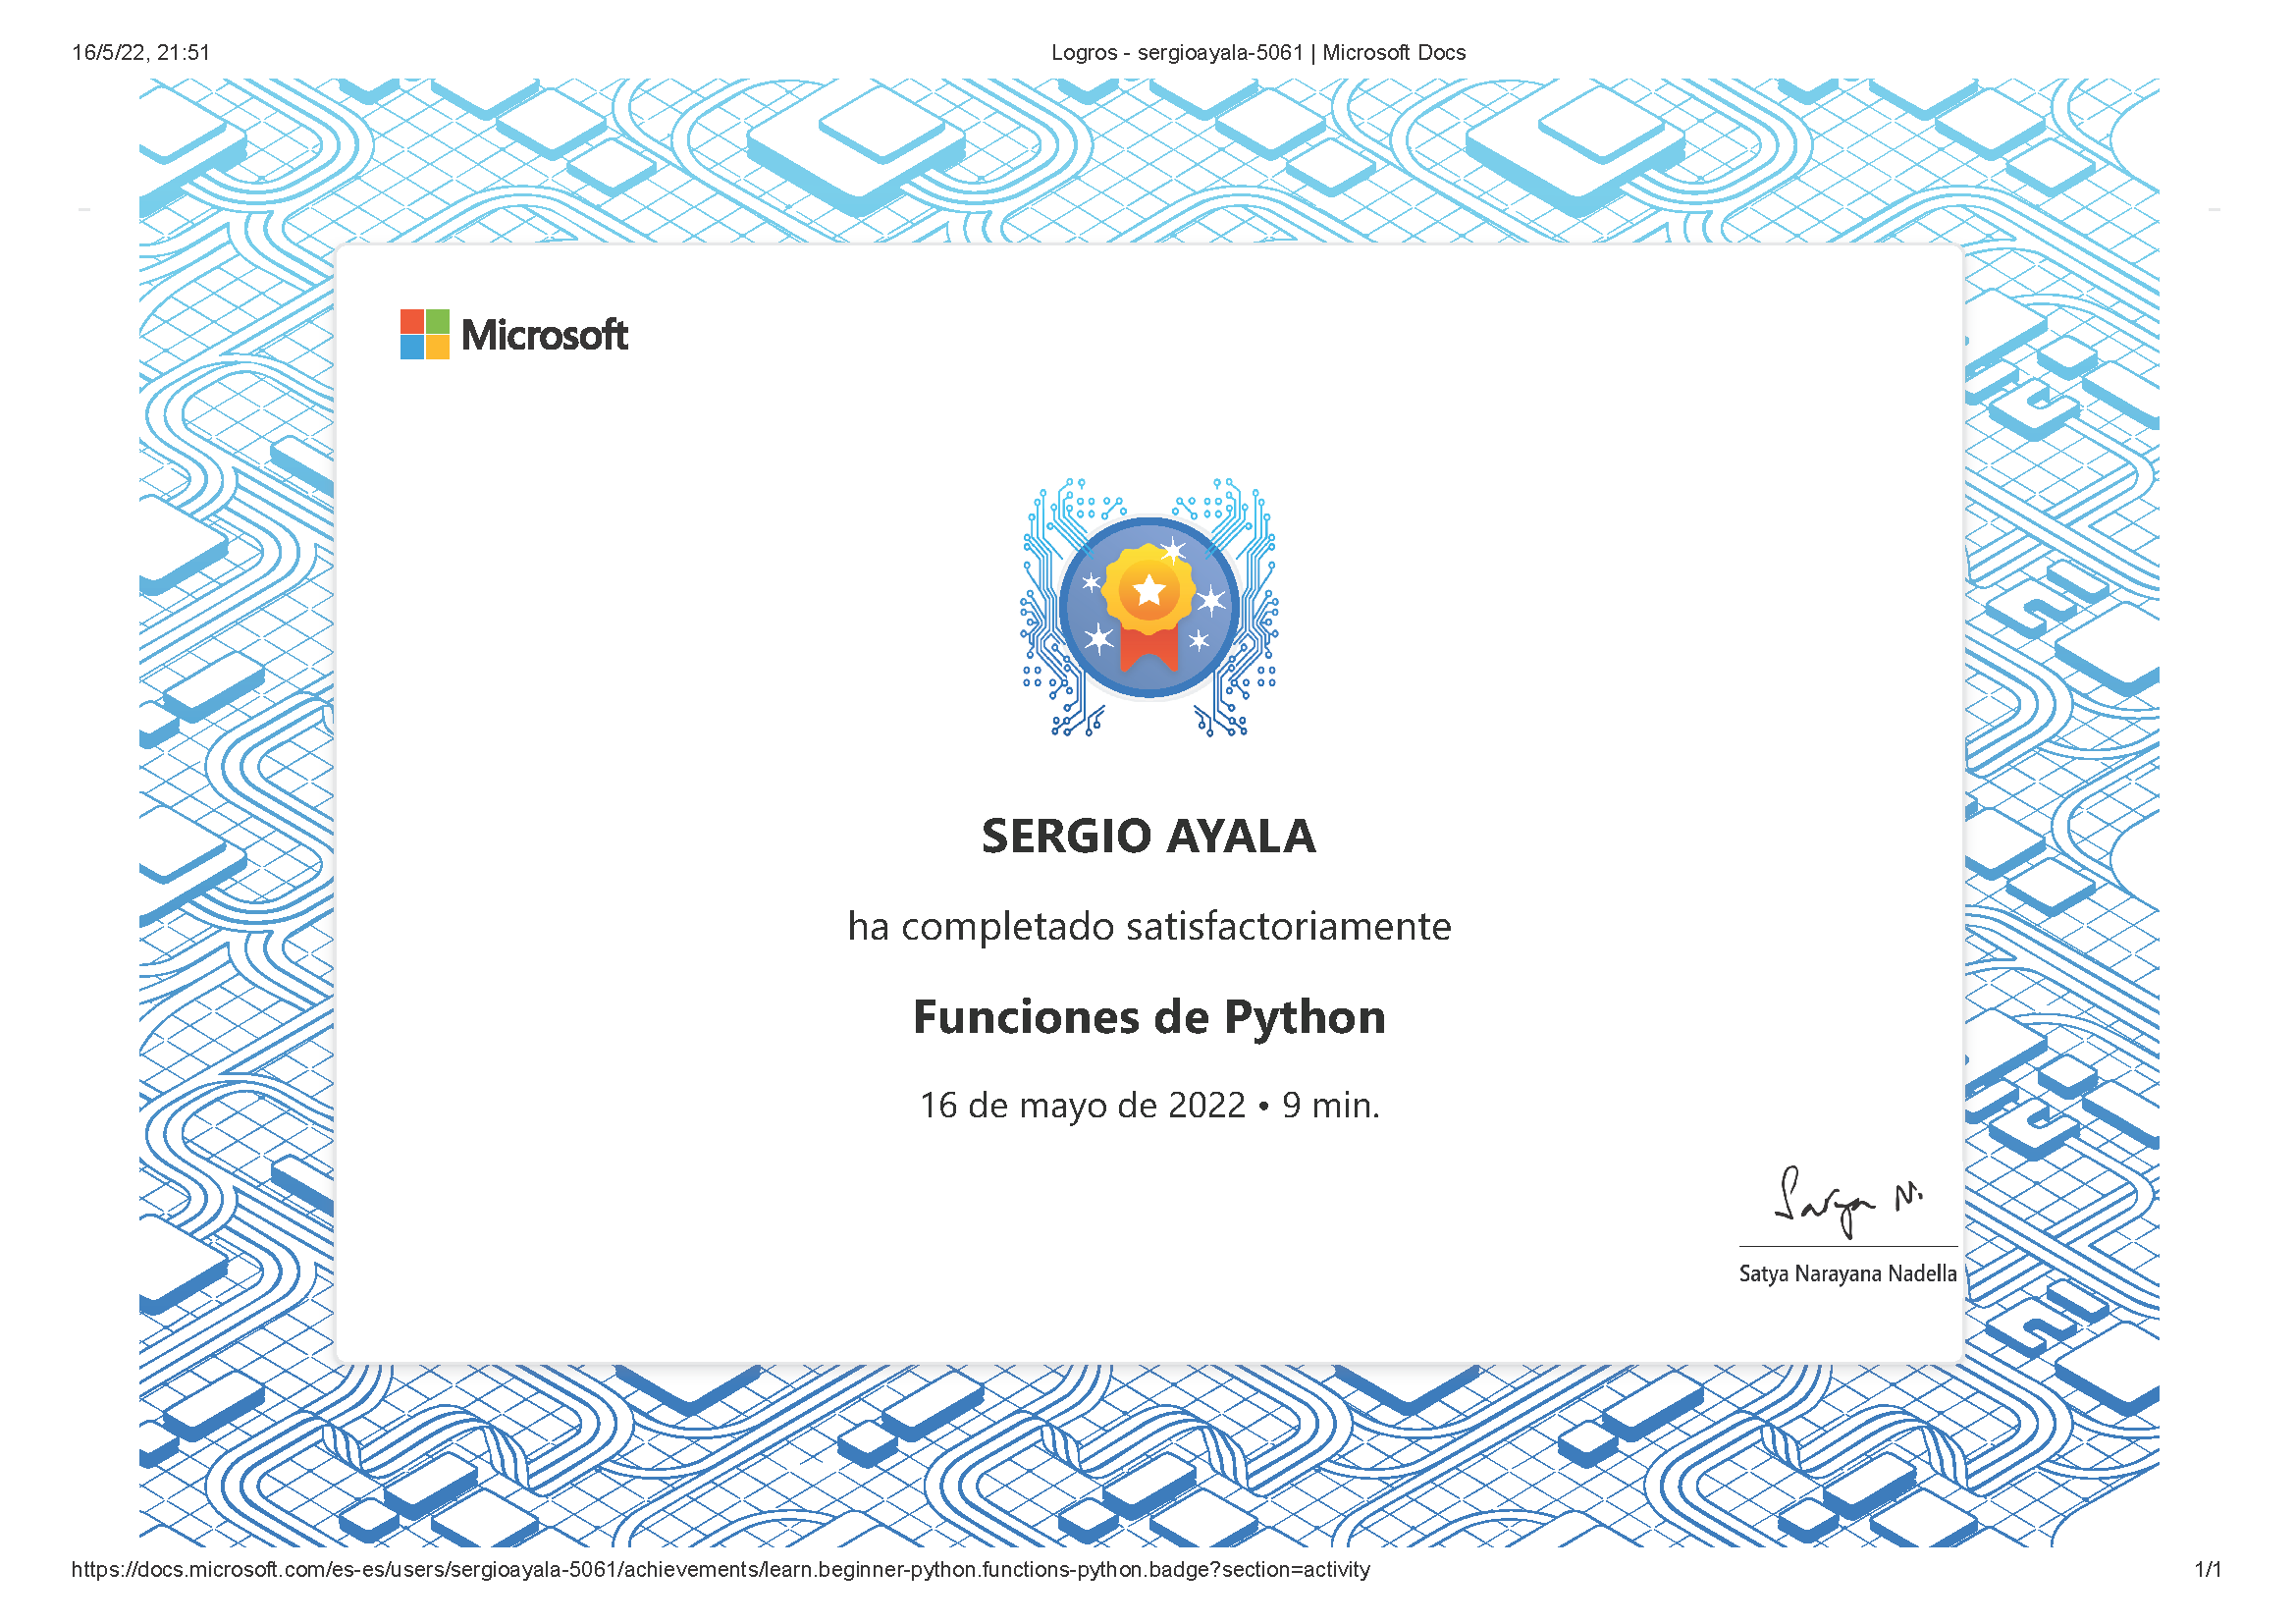 16/5/22, 21:51
Logros - sergioayala-5061 | Microsoft Docs
Microsoft
SERGIO AYALA
ha completado satisfactoriamente
Funciones de Python
16 de mayo de 2022 • 9 min.
Satya N.
Satya Narayana Nadella
https://docs.microsoft.com/es-es/users/sergioayala-5061/achievements/learn.beginner-python.functions-python.badge?section=activity
1/1